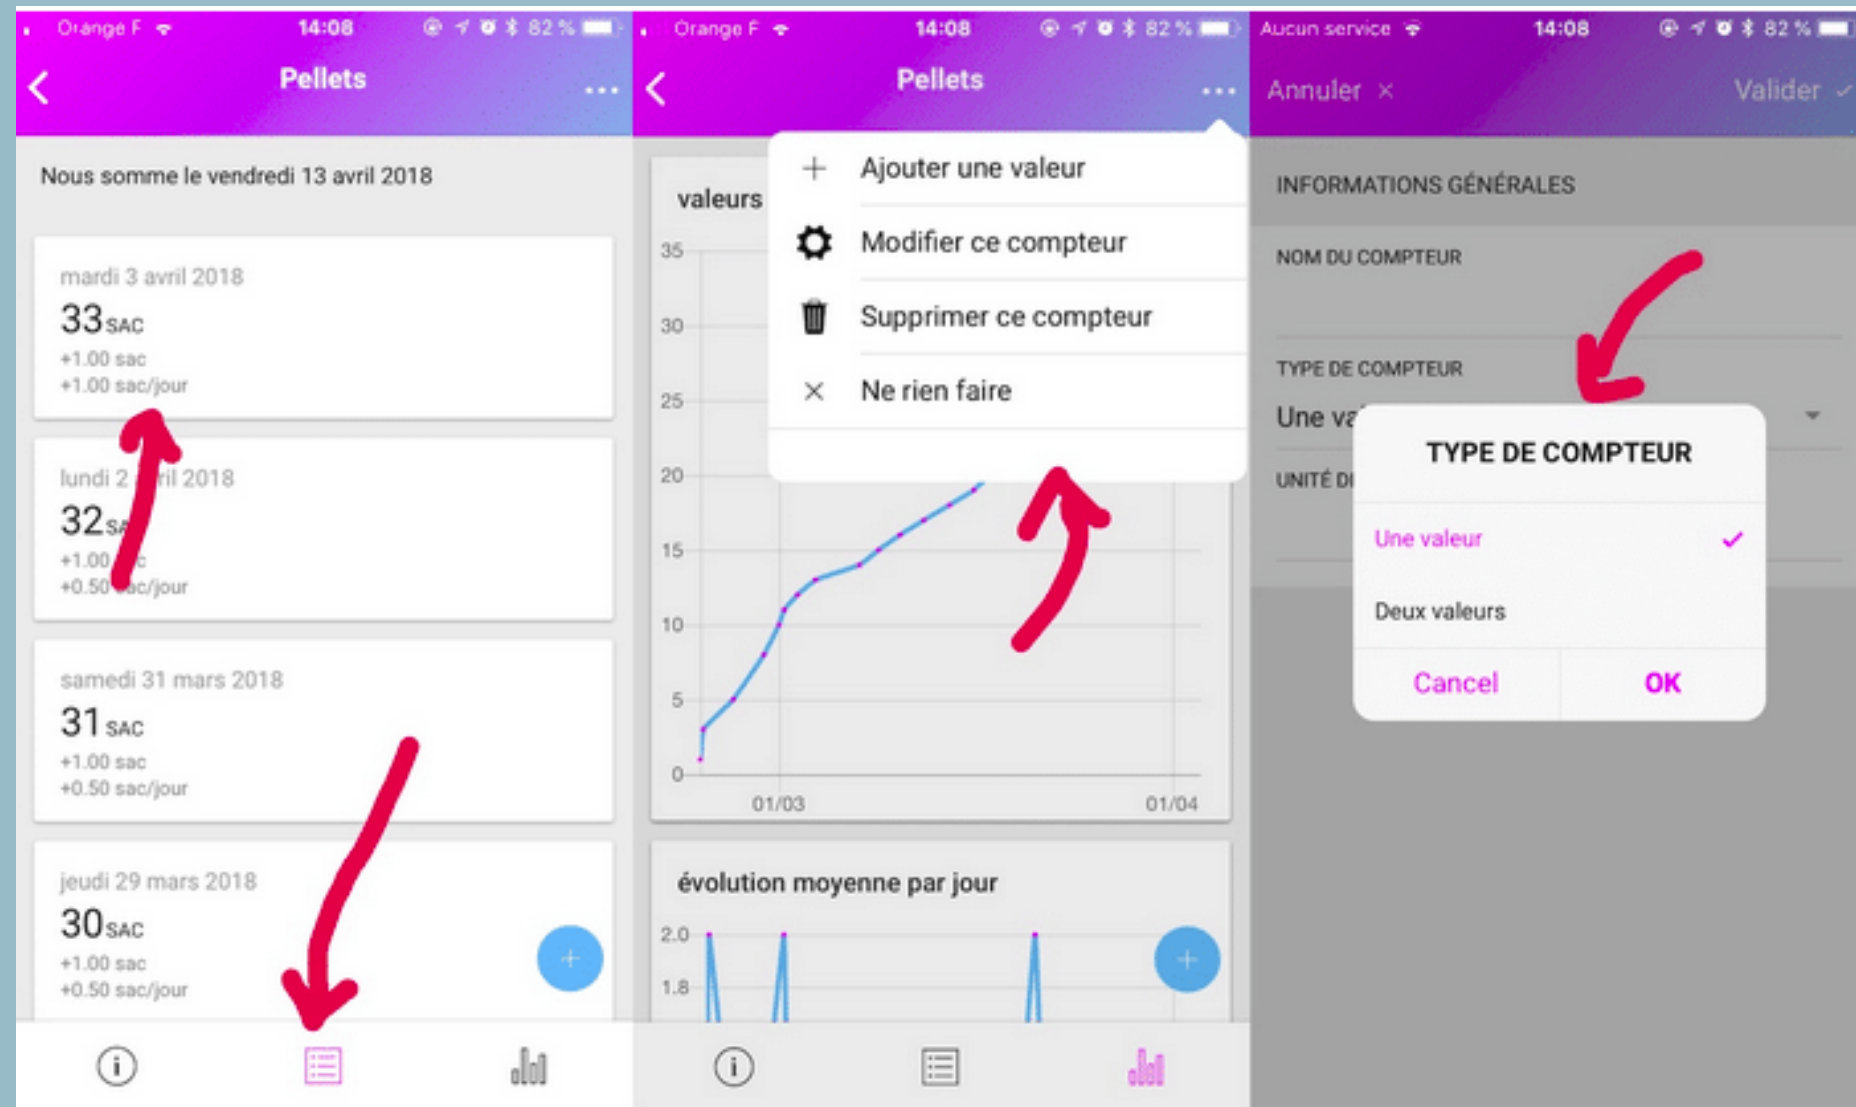 Orange F 14:08 82 %
Pellets
Nous somme le vendredi 13 avril 2018
mardi 3 avril 2018
33 SAC
+1.00 sac
+1.00 sac/jour
lundi 2
2018
32
+1.00
+0.50
/jour
samedi 31 mars 2018
31 SAC
+1.00 sac
+0.50 sac/jour
jeudi 29 mars 2018
30 SAC
+1.00 sac
+0.50 sac/jour
Orange F 14:08 82 %
Pellets
Ajouter une valeur
Modifier ce compteur
Supprimer ce compteur
Ne rien faire
valeurs
35
30
25
20
15
10
5
0
01/03 01/04
évolution moyenne par jour
2.0
1.8
Aucun service 14:08 82 %
Annuler Valider
INFORMATIONS GÉNÉRALES
NOM DU COMPTEUR
TYPE DE COMPTEUR
Une
UNITÉ
TYPE DE COMPTEUR
Une valeur
Deux valeurs
Cancel OK